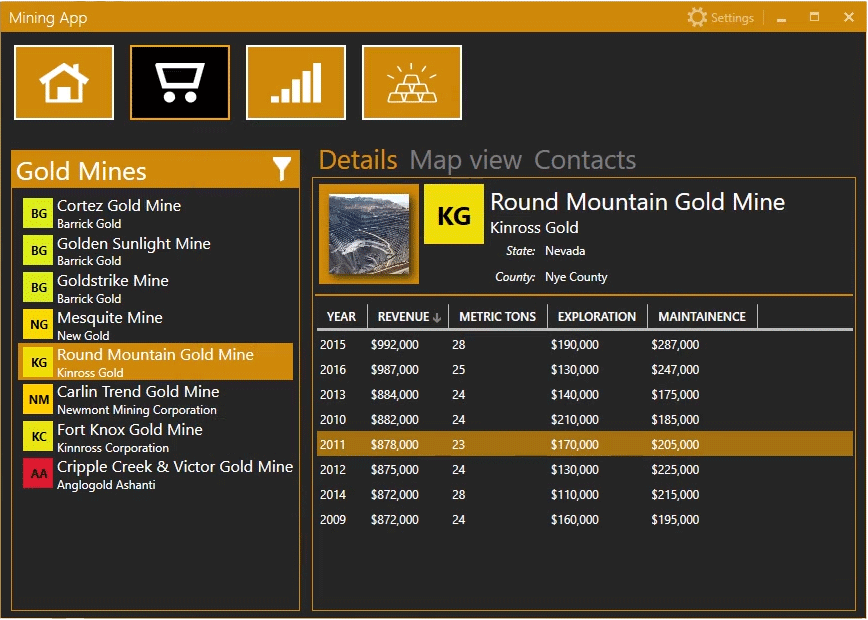 Mining App
Settings
Gold Mines
BG
Cortez Gold Mine
Barrick Gold
BG
Golden Sunlight Mine
Barrick Gold
BG
Goldstrike Mine
Barrick Gold
NG
Mesquite Mine
New Gold
KG
Round Mountain Gold Mine
Kinross Gold
NM
Carlin Trend Gold Mine
Newmont Mining Corporation
KC
Fort Knox Gold Mine
Kinnross Corporation
AA
Cripple Creek & Victor Gold Mine
Anglogold Ashanti
Details Map view Contacts
KG
Round Mountain Gold Mine
Kinross Gold
State: Nevada
County: Nye County
YEAR REVENUE METRIC TONS EXPLORATION MAINTAINENCE
2015 $992,000 28 $190,000 $287,000
2016 $987,000 25 $130,000 $247,000
2013 $884,000 24 $140,000 $175,000
2010 $882,000 24 $210,000 $185,000
2011 $878,000 23 $170,000 $205,000
2012 $875,000 24 $130,000 $225,000
2014 $872,000 28 $110,000 $215,000
2009 $872,000 24 $160,000 $195,000